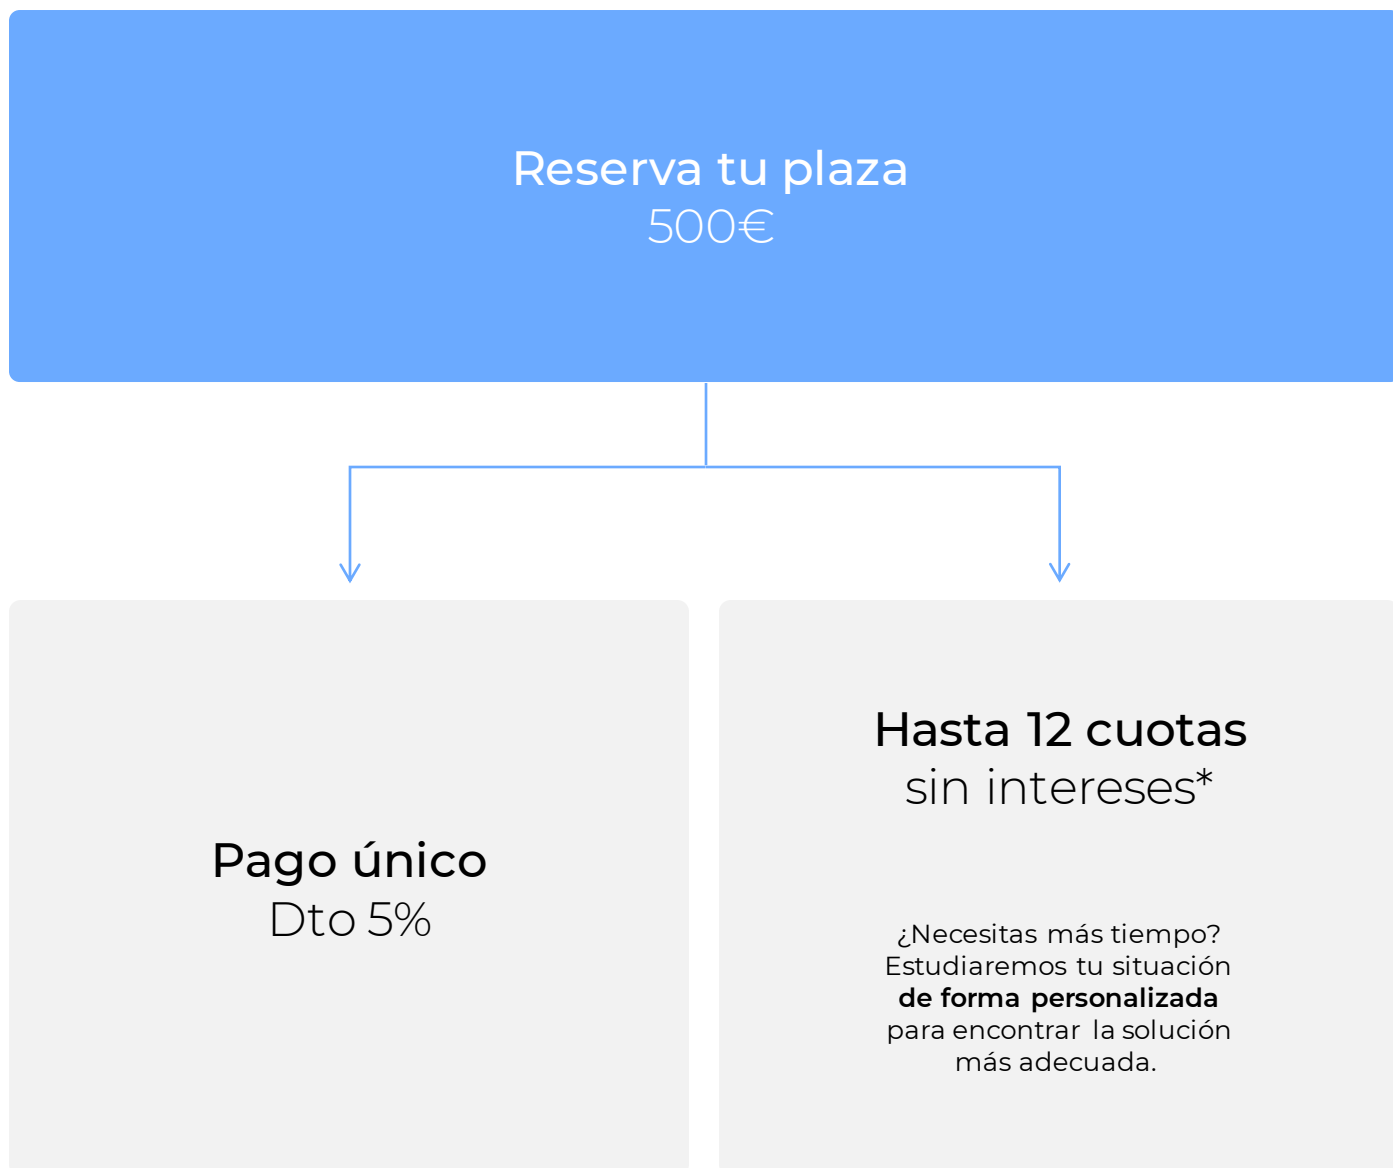 Reserva tu plaza
500€
Pago único
Dto 5%
Hasta 12 cuotas
sin intereses*
¿Necesitas más tiempo?
Estudiaremos tu situación
de forma personalizada
para encontrar la solución
más adecuada.